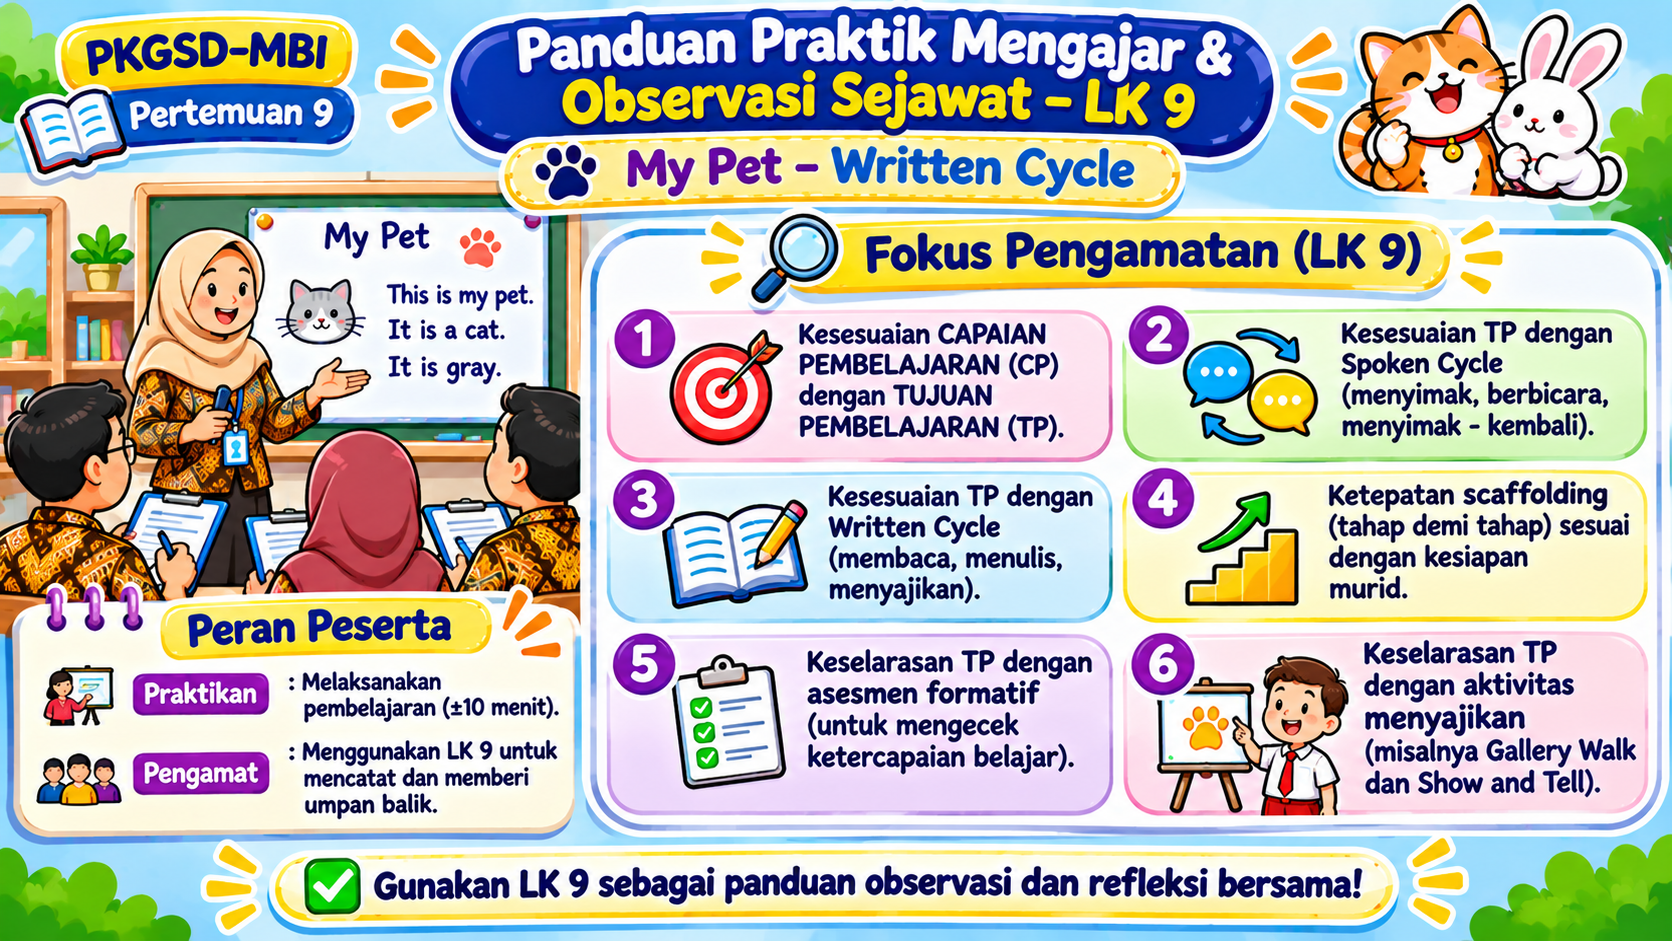 PKGSD-MBI
Pertemuan 9
Panduan Praktik Mengajar &
Observasi Sejawat - LK 9
My Pet - Written Cycle
My Pet
This is my pet.
It is a cat.
It is gray.
Peran Peserta
Praktikan : Melaksanakan
pembelajaran (±10 menit).
Pengamat : Menggunakan LK 9 untuk
mencatat dan memberi
umpan balik.
Fokus Pengamatan (LK 9)
1
Kesesuaian CAPAIAN
PEMBELAJARAN (CP)
dengan TUJUAN
PEMBELAJARAN (TP).
2
Kesesuaian TP dengan
Spoken Cycle
(menyimak, berbicara,
menyimak - kembali).
3
Kesesuaian TP dengan
Written Cycle
(membaca, menulis,
menyajikan).
4
Ketepatan scaffolding
(tahap demi tahap) sesuai
dengan kesiapan
murid.
5
Keselarasan TP dengan
asesmen formatif
(untuk mengecek
ketercapaian belajar).
6
Keselarasan TP
dengan aktivitas
menyajikan
(misalnya Gallery Walk
dan Show and Tell).
Gunakan LK 9 sebagai panduan observasi dan refleksi bersama!